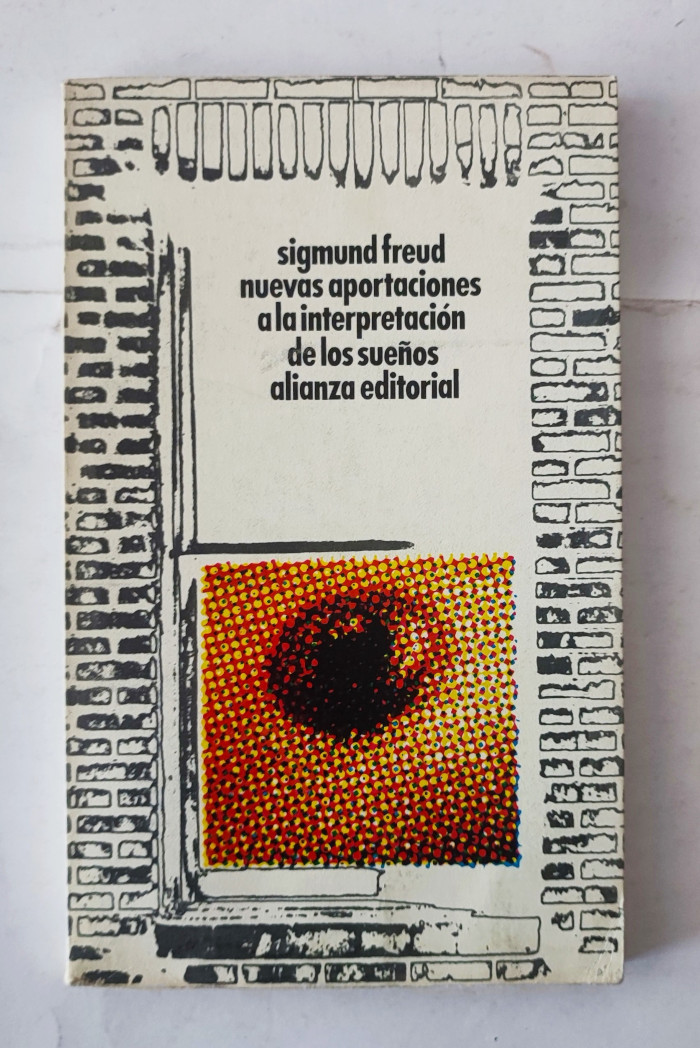 sigmund freud
nuevas aportaciones
a la interpretación
de los sueños
alianza editorial